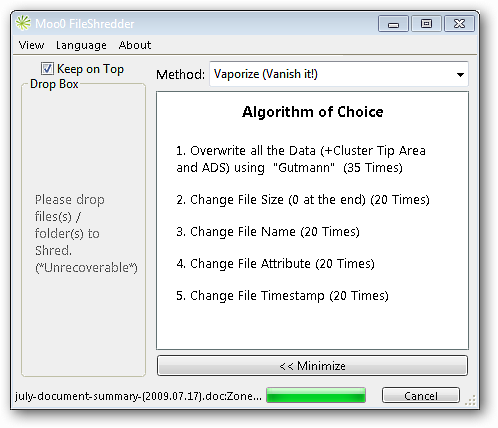 Moo0 FileShredder
View Language About
Keep on Top
Method: Vaporize (Vanish it!)
Drop Box
Algorithm of Choice
1. Overwrite all the Data (+Cluster Tip Area
and ADS) using "Gutmann" (35 Times)
2. Change File Size (0 at the end) (20 Times)
3. Change File Name (20 Times)
4. Change File Attribute (20 Times)
5. Change File Timestamp (20 Times)
Please drop
files(s) /
folder(s) to
Shred.
(*Unrecoverable*)
<< Minimize
july-document-summary-(2009.07.17).doc:Zone...
Cancel